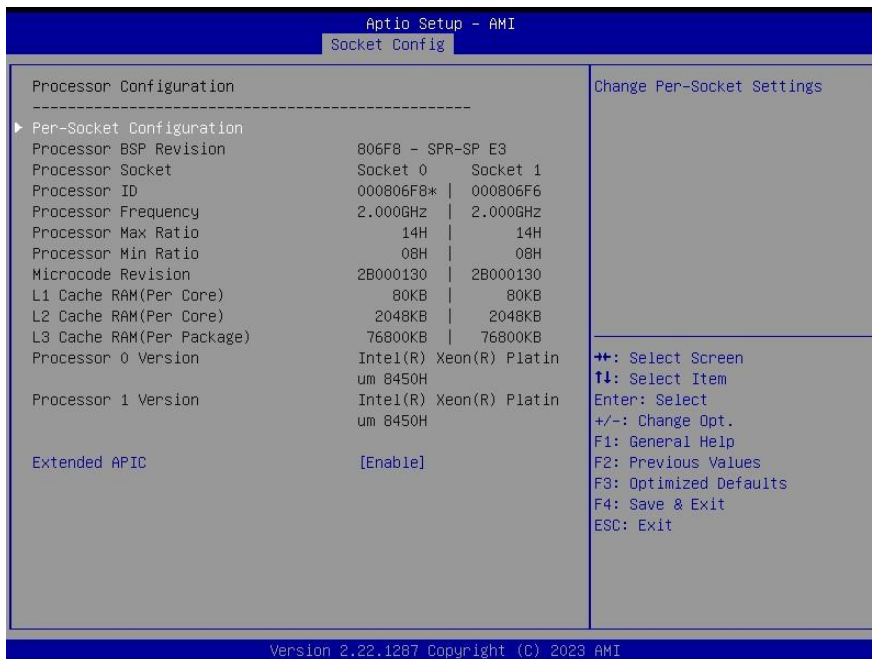 Aptio Setup - AMI
Socket Config
Processor Configuration
--------------------------------------------------
Per-Socket Configuration
Processor BSP Revision 806F8 - SPR-SP E3
Processor Socket Socket 0 Socket 1
Processor ID 000806F8* | 000806F6
Processor Frequency 2.000GHz | 2.000GHz
Processor Max Ratio 14H | 14H
Processor Min Ratio 08H | 08H
Microcode Revision 2B000130 | 2B000130
L1 Cache RAM(Per Core) 80KB | 80KB
L2 Cache RAM(Per Core) 2048KB | 2048KB
L3 Cache RAM(Per Package) 76800KB | 76800KB
Processor 0 Version Intel(R) Xeon(R) Platin
um 8450H
Processor 1 Version Intel(R) Xeon(R) Platin
um 8450H
Extended APIC [Enable]
Change Per-Socket Settings
→←: Select Screen
↑↓: Select Item
Enter: Select
+/-: Change Opt.
F1: General Help
F2: Previous Values
F3: Optimized Defaults
F4: Save & Exit
ESC: Exit
Version 2.22.1287 Copyright (C) 2023 AMI